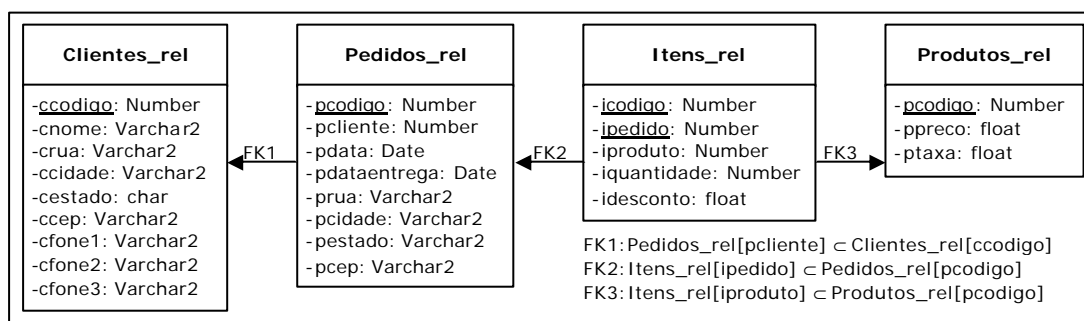 Clientes_rel
-ccodigo: Number
-cnome: Varchar2
-crua: Varchar2
-ccidade: Varchar2
-cestado: char
-ccep: Varchar2
-cfone1: Varchar2
-cfone2: Varchar2
-cfone3: Varchar2
FK1
Pedidos_rel
-pcodigo: Number
-pcliente: Number
-pdata: Date
-pdataentrega: Date
-prua: Varchar2
-pcidade: Varchar2
-pestado: Varchar2
-pcep: Varchar2
FK2
Itens_rel
-icodigo: Number
-ipedido: Number
-iproduto: Number
-iquantidade: Number
-idesconto: float
FK3
Produtos_rel
-pcodigo: Number
-ppreco: float
-ptaxa: float
FK1: Pedidos_rel[pcliente] ⊂ Clientes_rel[ccodigo]
FK2: Itens_rel[ipedido] ⊂ Pedidos_rel[pcodigo]
FK3: Itens_rel[iproduto] ⊂ Produtos_rel[pcodigo]